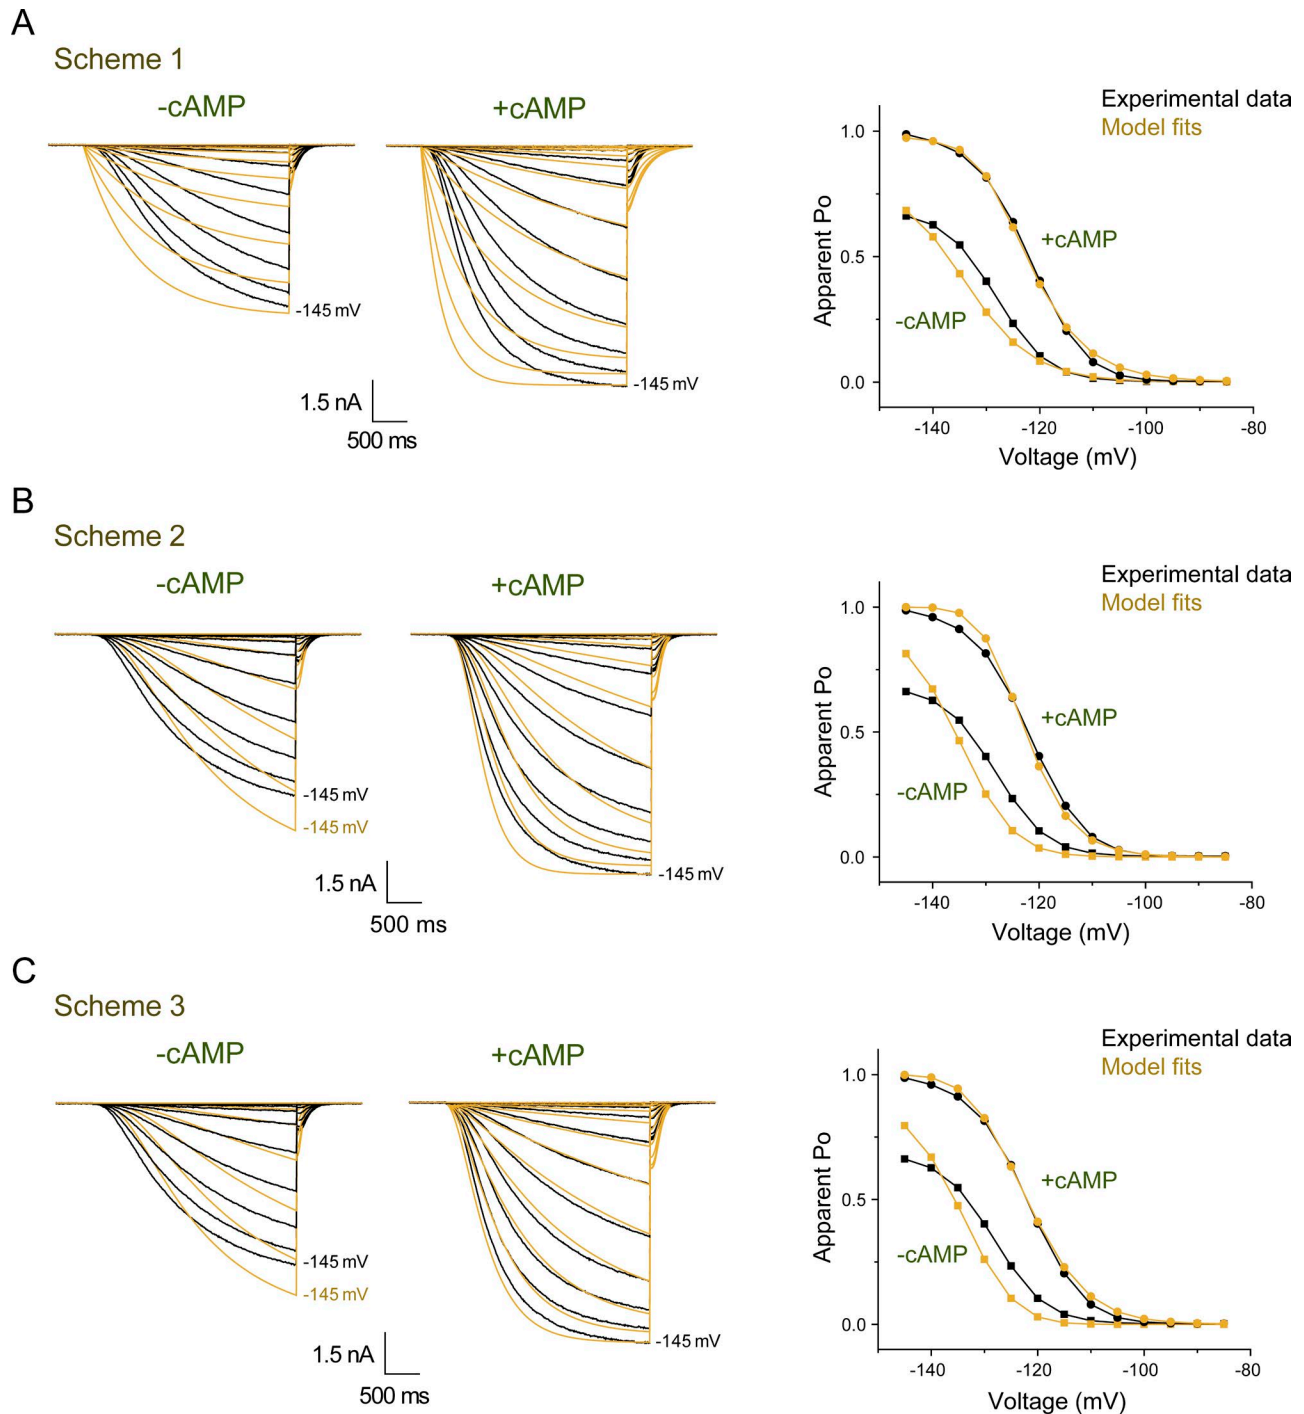 A
Scheme 1
-cAMP
+cAMP
-145 mV
-145 mV
1.5 nA
500 ms
Experimental data
Model fits
1.0
0.5
0.0
Apparent Po
+cAMP
-cAMP
-140
-120
-100
-80
Voltage (mV)
B
Scheme 2
-cAMP
+cAMP
-145 mV
-145 mV
-145 mV
1.5 nA
500 ms
Experimental data
Model fits
1.0
0.5
0.0
Apparent Po
+cAMP
-cAMP
-140
-120
-100
-80
Voltage (mV)
C
Scheme 3
-cAMP
+cAMP
-145 mV
-145 mV
-145 mV
1.5 nA
500 ms
Experimental data
Model fits
1.0
0.5
0.0
Apparent Po
+cAMP
-cAMP
-140
-120
-100
-80
Voltage (mV)